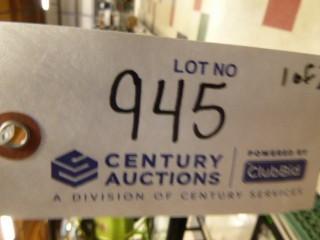 LOT NO
1 of
945
CENTURY AUCTIONS
POWERED BY
ClubBid
A DIVISION OF CENTURY SERVICES